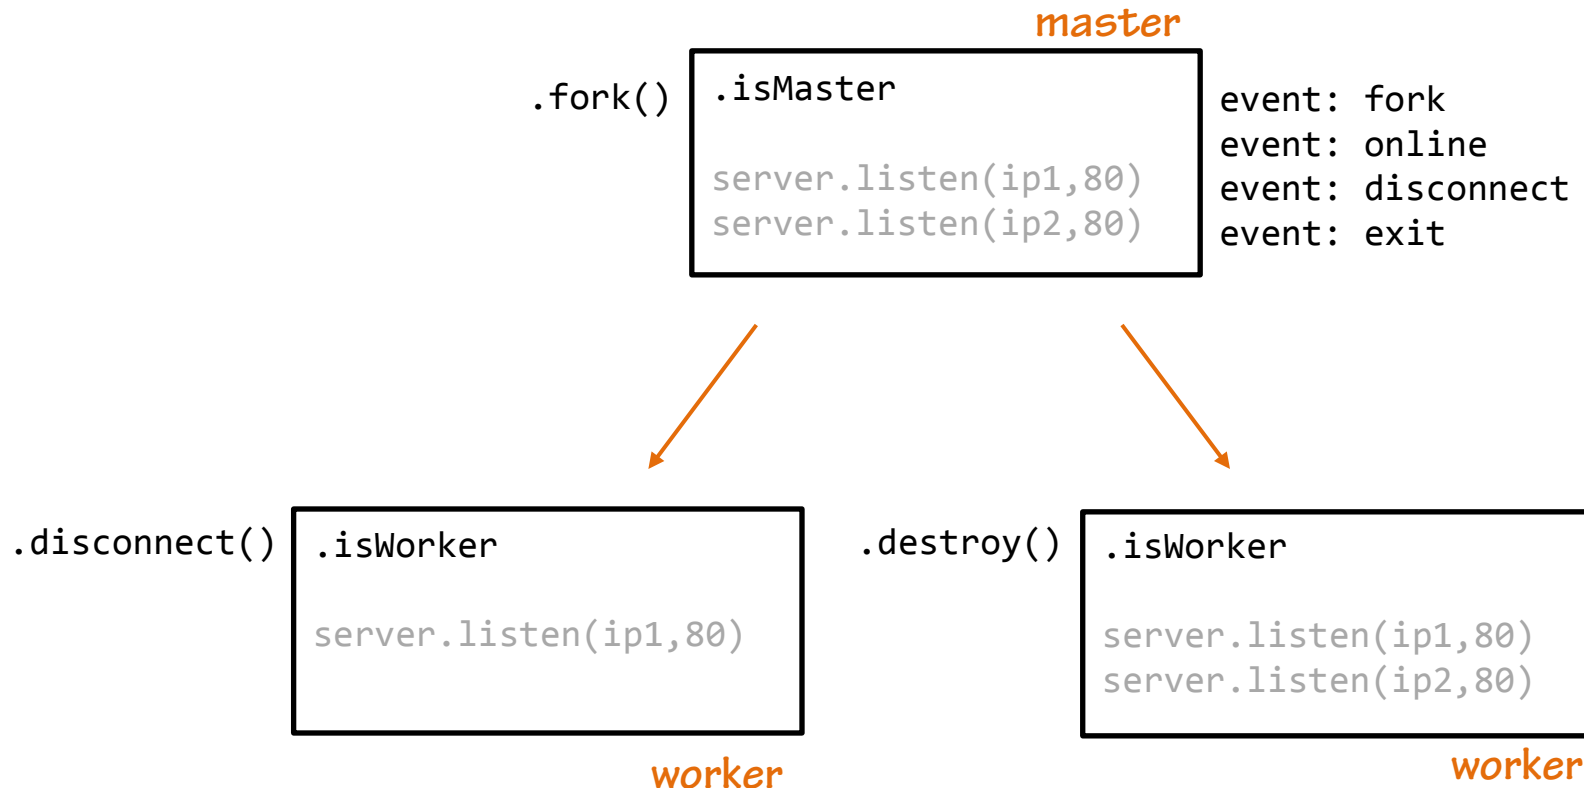 master
.fork()
.isMaster
server.listen(ip1,80)
server.listen(ip2,80)
event: fork
event: online
event: disconnect
event: exit
.disconnect()
.isWorker
server.listen(ip1,80)
worker
.destroy()
.isWorker
server.listen(ip1,80)
server.listen(ip2,80)
worker